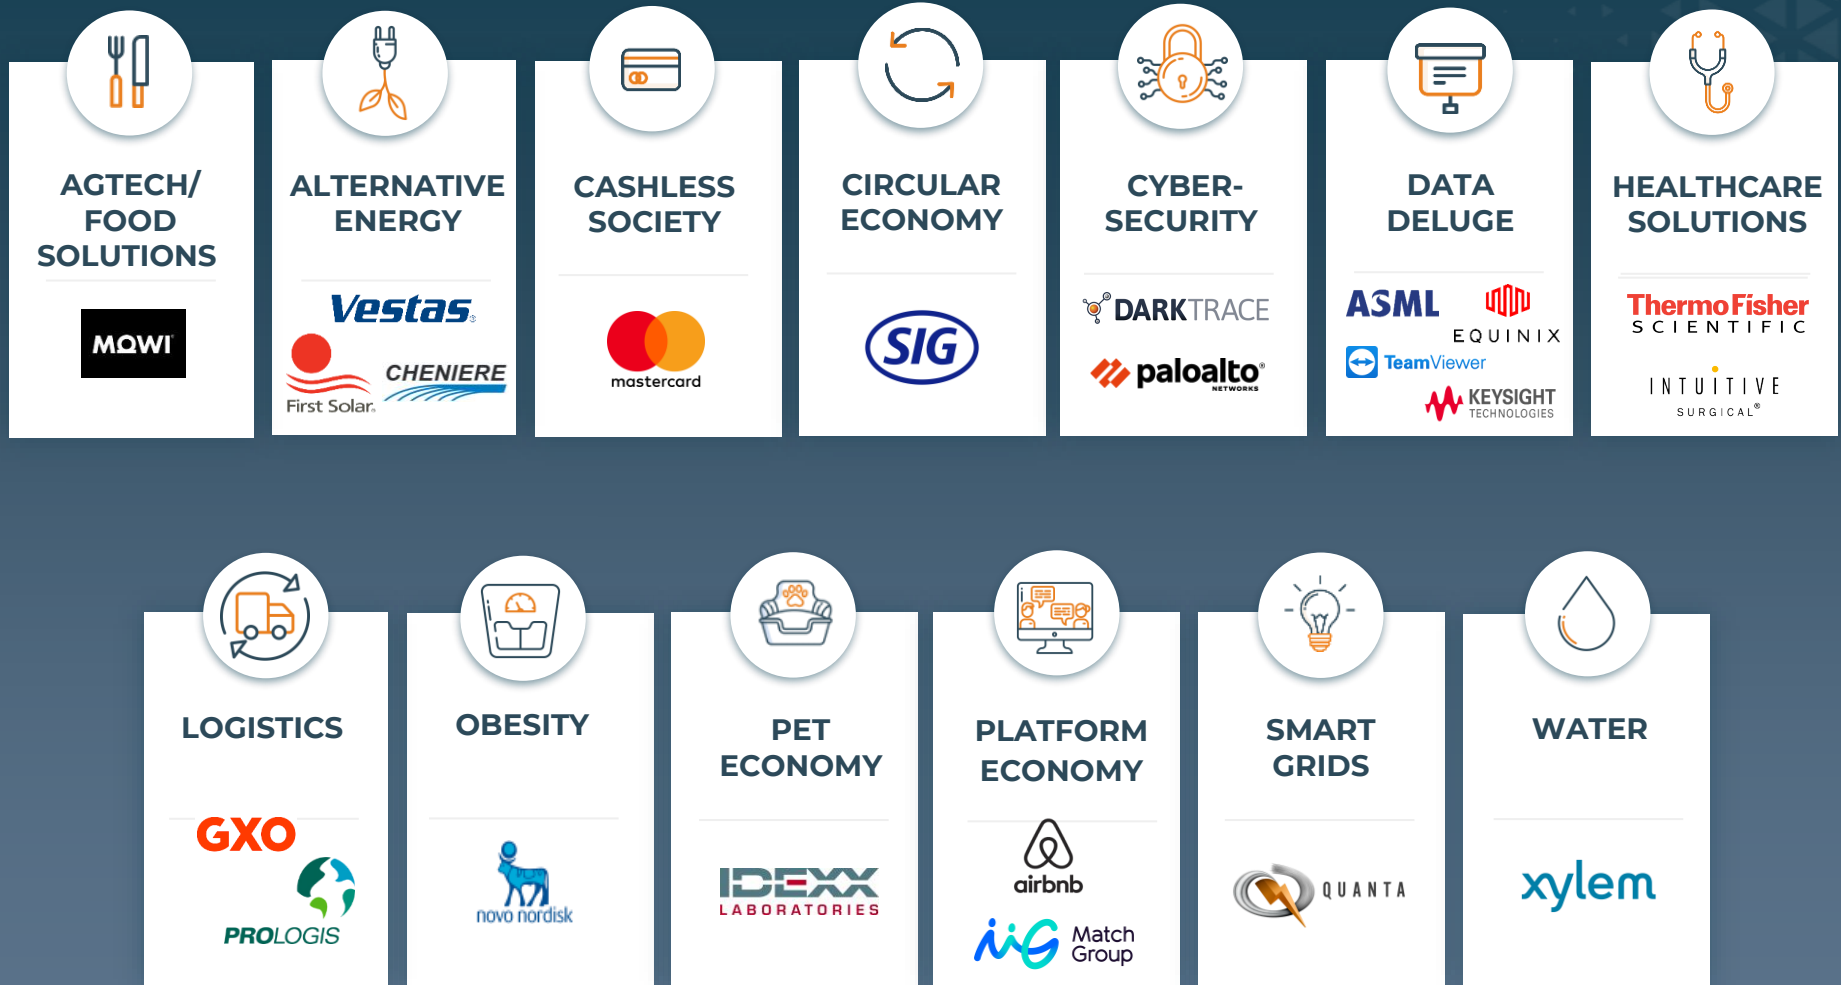 AGTECH/
FOOD
SOLUTIONS
MOWI
ALTERNATIVE
ENERGY
Vestas
First Solar
CHENIERE
CASHLESS
SOCIETY
mastercard
CIRCULAR
ECONOMY
SIG
CYBER-
SECURITY
DARKTRACE
paloalto®
NETWORKS
DATA
DELUGE
ASML
EQUINIX
TeamViewer
KEYSIGHT
TECHNOLOGIES
HEALTHCARE
SOLUTIONS
ThermoFisher
SCIENTIFIC
INTUITIVE
SURGICAL®
LOGISTICS
GXO
PROLOGIS
OBESITY
novo nordisk
PET
ECONOMY
IDEXX
LABORATORIES
PLATFORM
ECONOMY
airbnb
MG
Match
Group
SMART
GRIDS
QUANTA
WATER
xylem